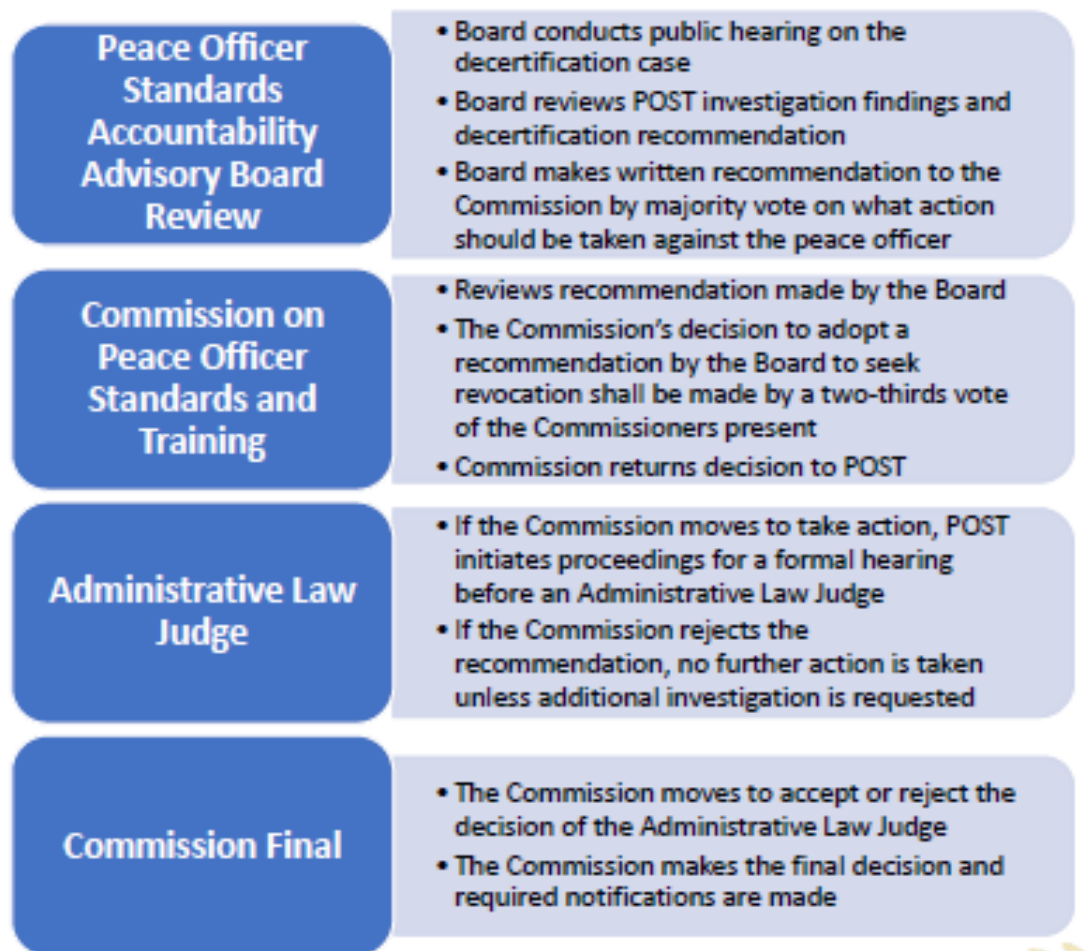 Peace Officer
Standards
Accountability
Advisory Board
Review
• Board conducts public hearing on the
decertification case
• Board reviews POST investigation findings and
decertification recommendation
• Board makes written recommendation to the
Commission by majority vote on what action
should be taken against the peace officer
Commission on
Peace Officer
Standards and
Training
• Reviews recommendation made by the Board
• The Commission's decision to adopt a
recommendation by the Board to seek
revocation shall be made by a two-thirds vote
of the Commissioners present
• Commission returns decision to POST
Administrative Law
Judge
• If the Commission moves to take action, POST
initiates proceedings for a formal hearing
before an Administrative Law Judge
• If the Commission rejects the
recommendation, no further action is taken
unless additional investigation is requested
Commission Final
• The Commission moves to accept or reject the
decision of the Administrative Law Judge
• The Commission makes the final decision and
required notifications are made